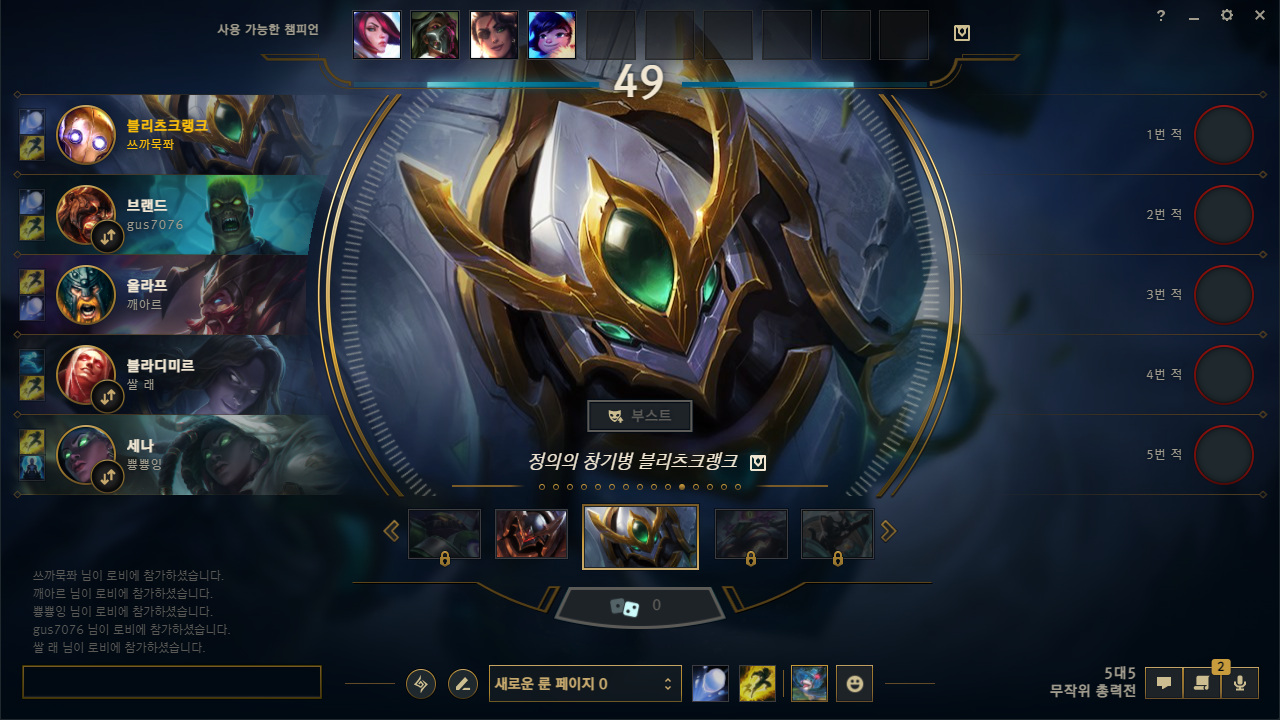 사용 가능한 챔피언
?
49
블리츠크랭크
쓰까묵쫘
브랜드
gus7076
올라프
깨아르
블라디미르
쌀 래
세나
뿅뿅잉
1번 적
2번 적
3번 적
4번 적
5번 적
부스트
정의의 창기병 블리츠크랭크
0
쓰까묵쫘 님이 로비에 참가하셨습니다.
깨아르 님이 로비에 참가하셨습니다.
뿅뿅잉 님이 로비에 참가하셨습니다.
gus7076 님이 로비에 참가하셨습니다.
쌀 래 님이 로비에 참가하셨습니다.
새로운 룬 페이지 0
5대5
무작위 총력전
2